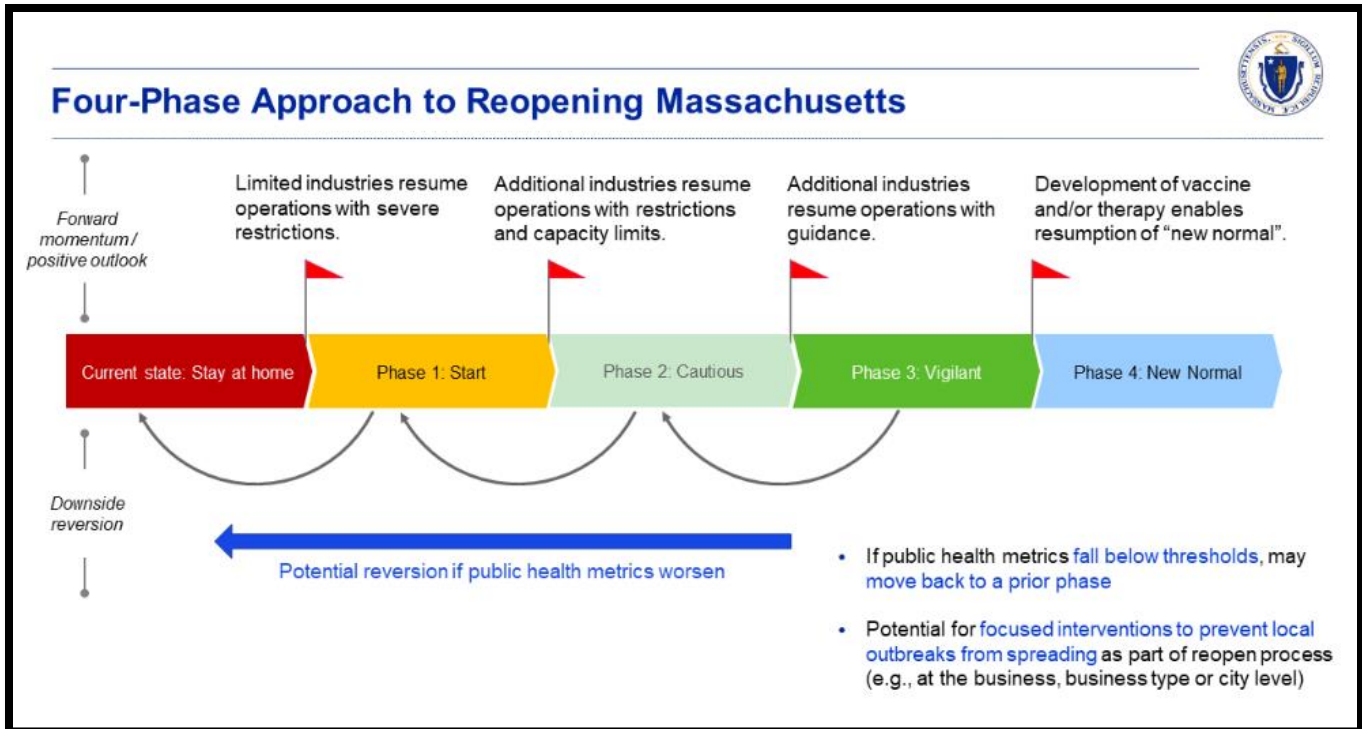 Four-Phase Approach to Reopening Massachusetts
Forward
momentum /
positive outlook
Limited industries resume
operations with severe
restrictions.
Additional industries resume
operations with restrictions
and capacity limits.
Additional industries
resume operations with
guidance.
Development of vaccine
and/or therapy enables
resumption of “new normal”.
Current state: Stay at home
Phase 1: Start
Phase 2: Cautious
Phase 3: Vigilant
Phase 4: New Normal
Downside
reversion
Potential reversion if public health metrics worsen
• If public health metrics fall below thresholds, may
move back to a prior phase
• Potential for focused interventions to prevent local
outbreaks from spreading as part of reopen process
(e.g., at the business, business type or city level)